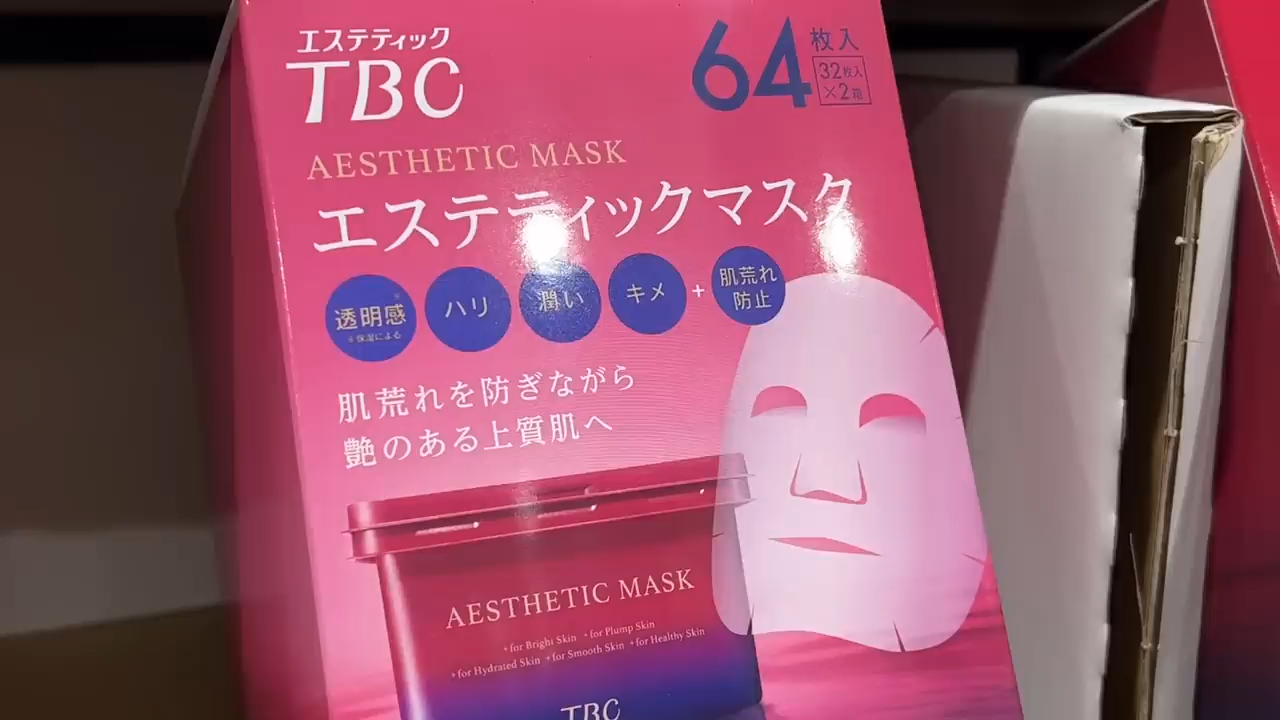 エステティック
TBC
64枚入
32枚入
×2箱
AESTHETIC MASK
エステティックマスク
透明感※
※保湿による
ハリ
潤い
キメ
+
肌荒れ
防止
肌荒れを防ぎながら
艶のある上質肌へ
AESTHETIC MASK
+for Bright Skin +for Plump Skin
+for Hydrated Skin +for Smooth Skin +for Healthy Skin
TBC